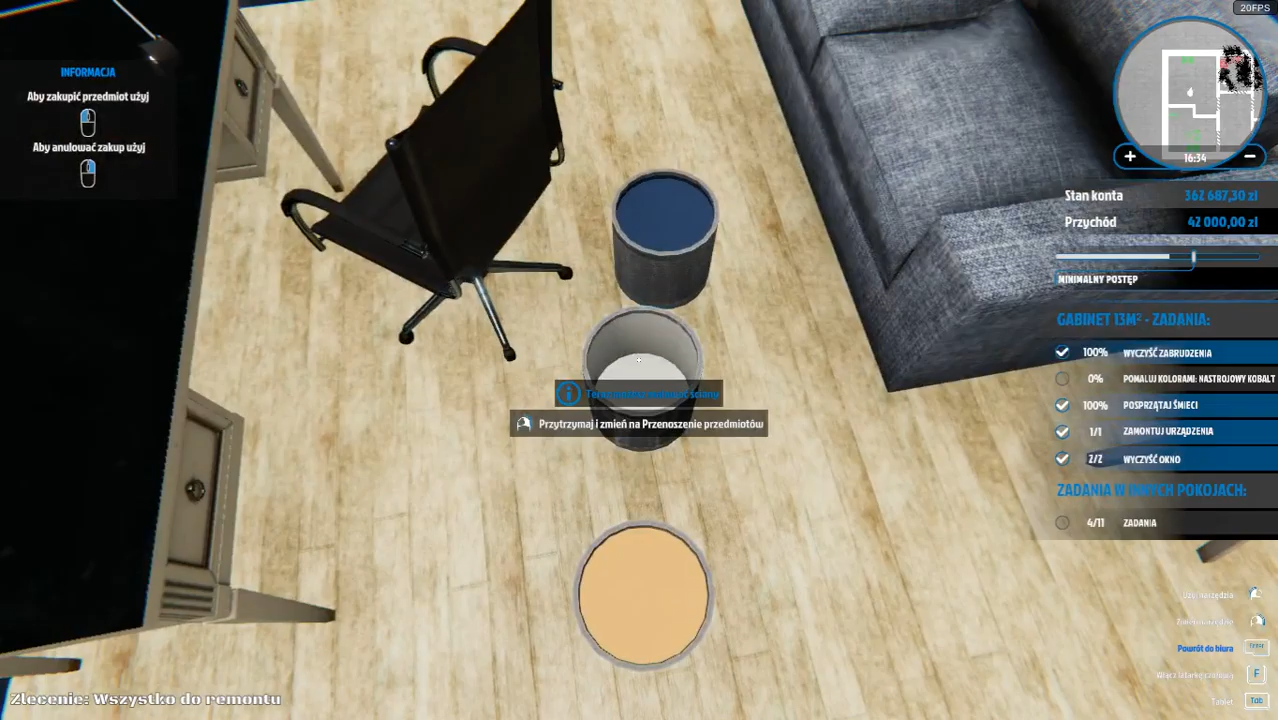 20FPS
INFORMACJA
Aby zakupić przedmiot użyj
Aby anulować zakup użyj
16:34
Stan konta 362 687,30 zł
Przychód 42 000,00 zł
MINIMALNY POSTĘP
GABINET 13M² - ZADANIA:
100% WYCZYŚĆ ZABRUDZENIA
0% POMALUJ KOLORAMI: NASTROJOWY KOBALT
100% POSPRZĄTAJ ŚMIECI
1/1 ZAMONTUJ URZĄDZENIA
2/2 WYCZYŚĆ OKNO
ZADANIA W INNYCH POKOJACH:
4/11 ZADANIA
Przytrzymaj i zmień na Przenoszenie przedmiotów
Powrót do biura
F
Tablet Tab
Zlecenie: Wszystko do remontu